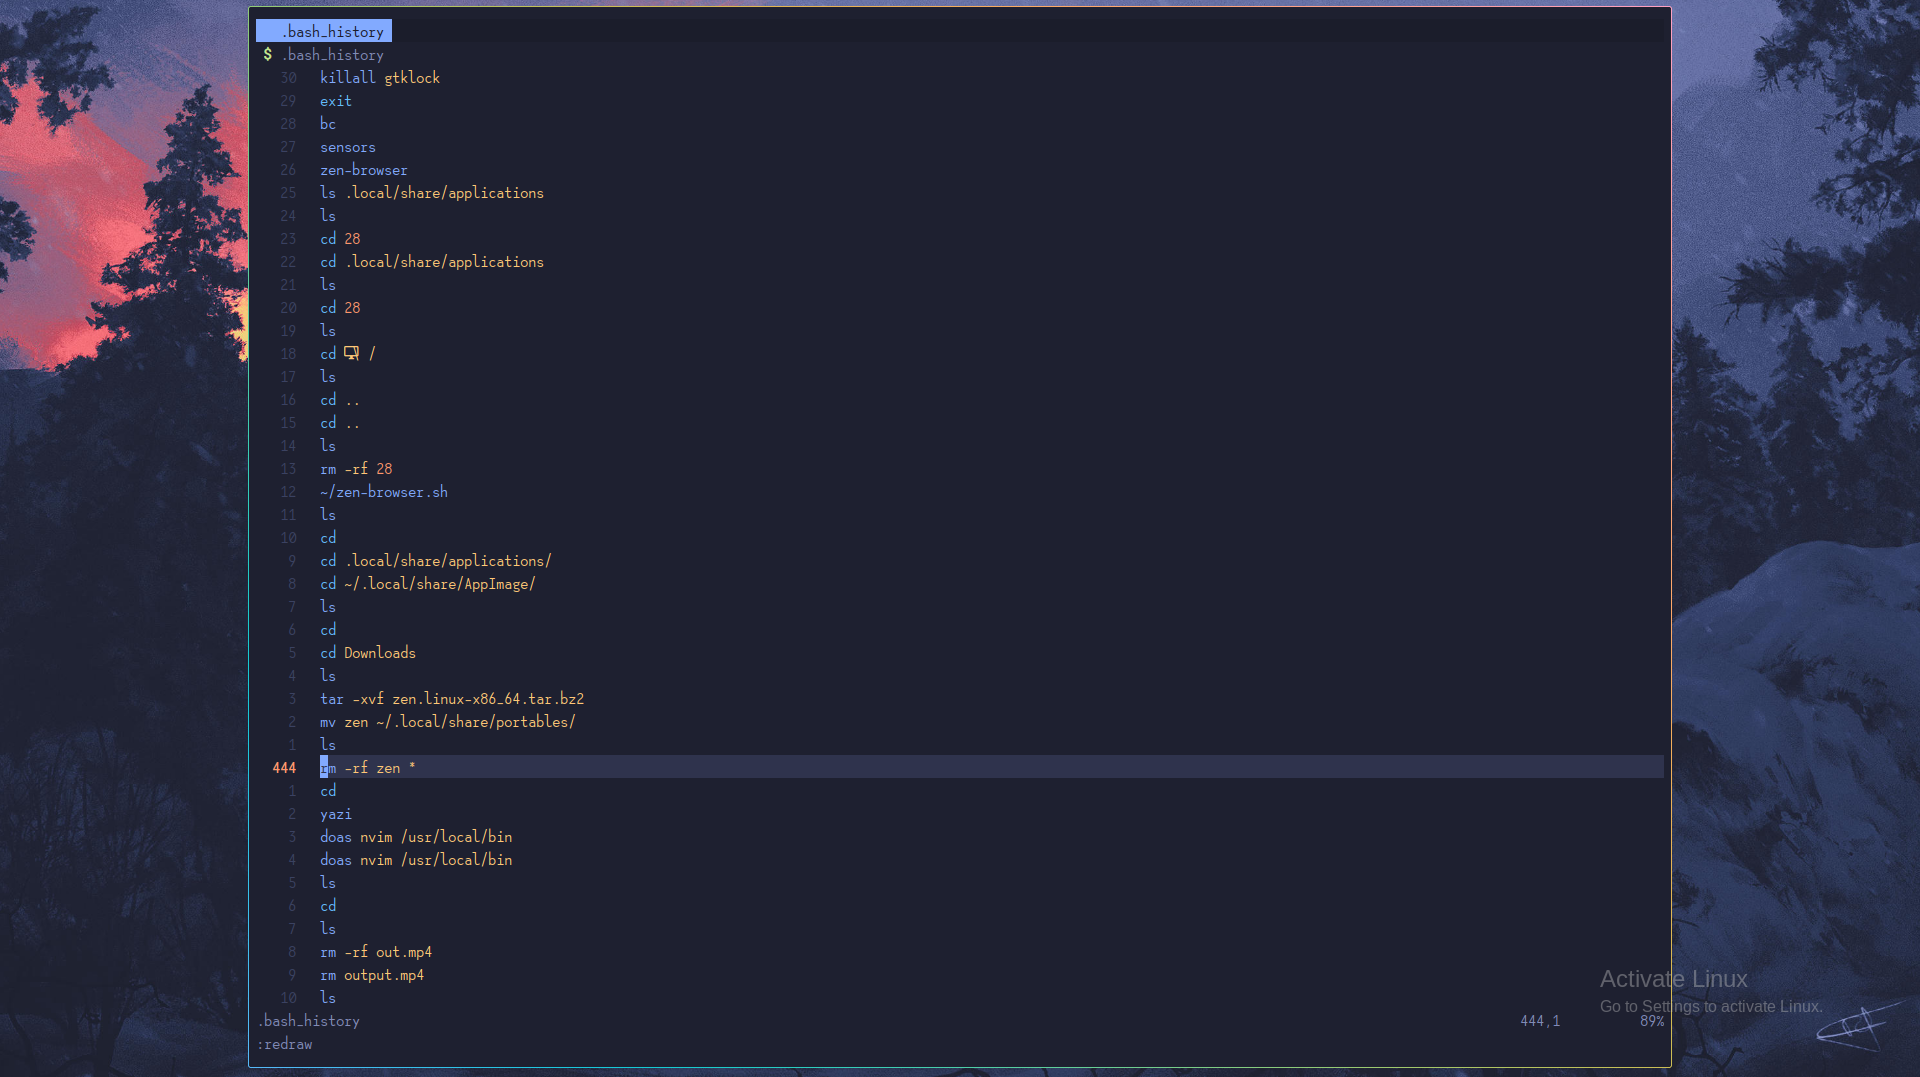 .bash_history
$ .bash_history
30 killall gtklock
29 exit
28 bc
27 sensors
26 zen-browser
25 ls .local/share/applications
24 ls
23 cd 28
22 cd .local/share/applications
21 ls
20 cd 28
19 ls
18 cd /
17 ls
16 cd ..
15 cd ..
14 ls
13 rm -rf 28
12 ~/zen-browser.sh
11 ls
10 cd
9 cd .local/share/applications/
8 cd ~/.local/share/AppImage/
7 ls
6 cd
5 cd Downloads
4 ls
3 tar -xvf zen.linux-x86_64.tar.bz2
2 mv zen ~/.local/share/portables/
1 ls
444 rm -rf zen *
1 cd
2 yazi
3 doas nvim /usr/local/bin
4 doas nvim /usr/local/bin
5 ls
6 cd
7 ls
8 rm -rf out.mp4
9 rm output.mp4
10 ls
.bash_history 444,1 89%
:redraw
Activate Linux
Go to Settings to activate Linux.